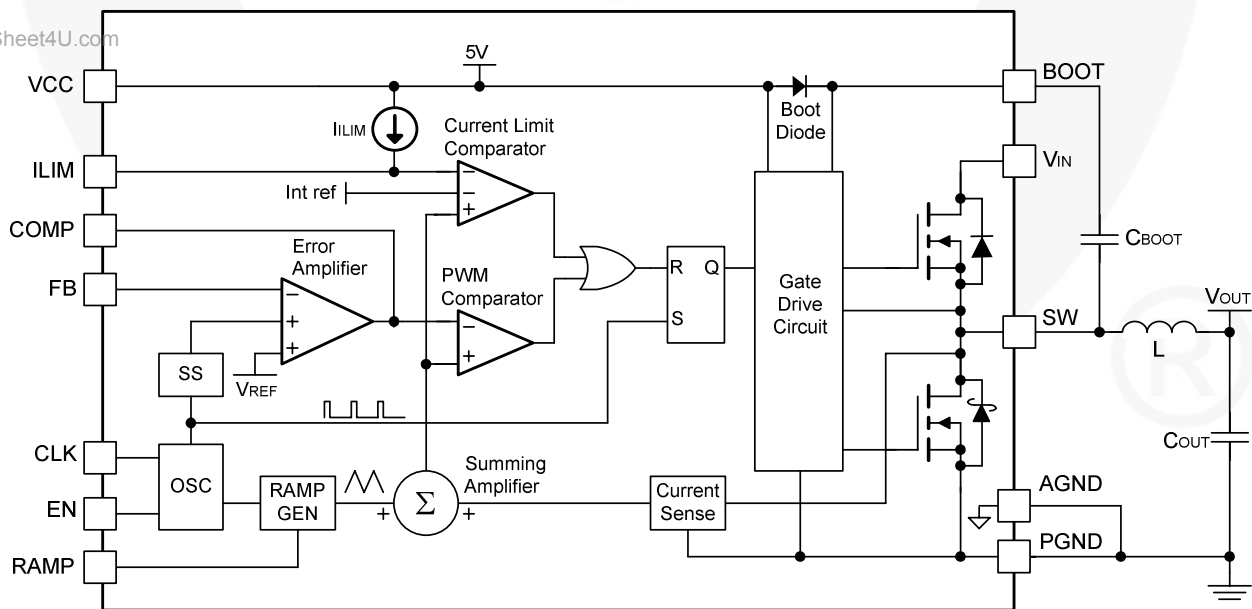 Sheet4U.com
5V
VCC
BOOT
Boot
Diode
IILIM
Current Limit
Comparator
VIN
ILIM
Int ref
COMP
CBOOT
Error
Amplifier
R Q
PWM
Comparator
FB
Gate
Drive
Circuit
VOUT
S
SW
L
SS
VREF
®
COUT
CLK
OSC
Summing
Amplifier
RAMP
GEN
Σ
+
+
Current
Sense
AGND
EN
PGND
RAMP